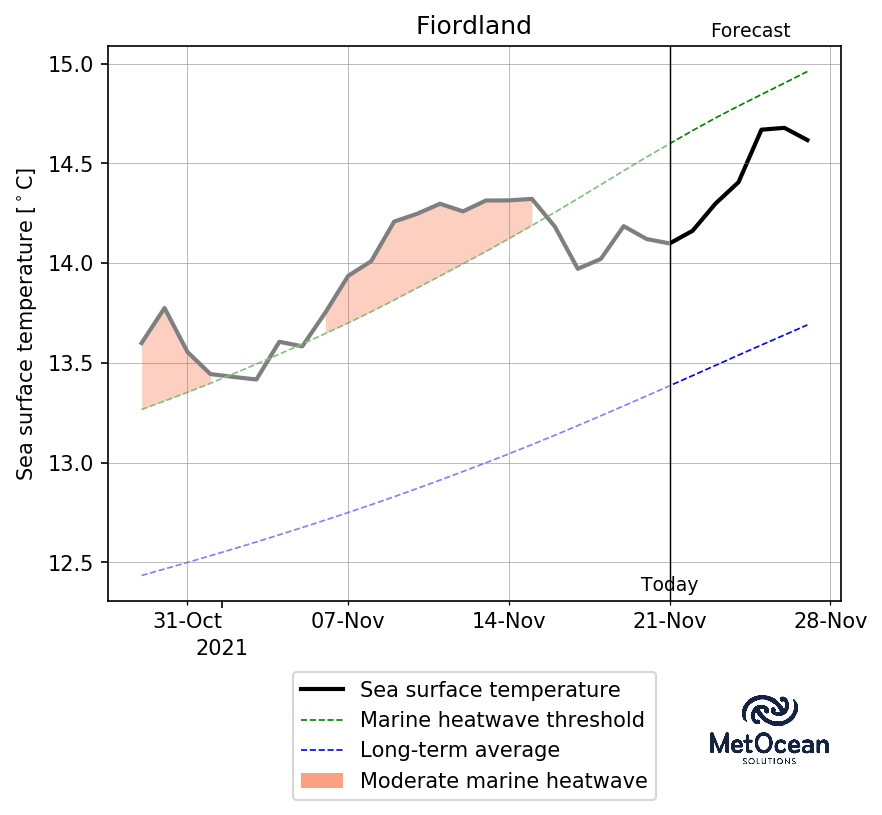 Fiordland
Forecast
Sea surface temperature [°C]
15.0
14.5
14.0
13.5
13.0
12.5
Today
31-Oct 07-Nov 14-Nov 21-Nov 28-Nov
2021
Sea surface temperature
Marine heatwave threshold
Long-term average
Moderate marine heatwave
MetOcean
SOLUTIONS